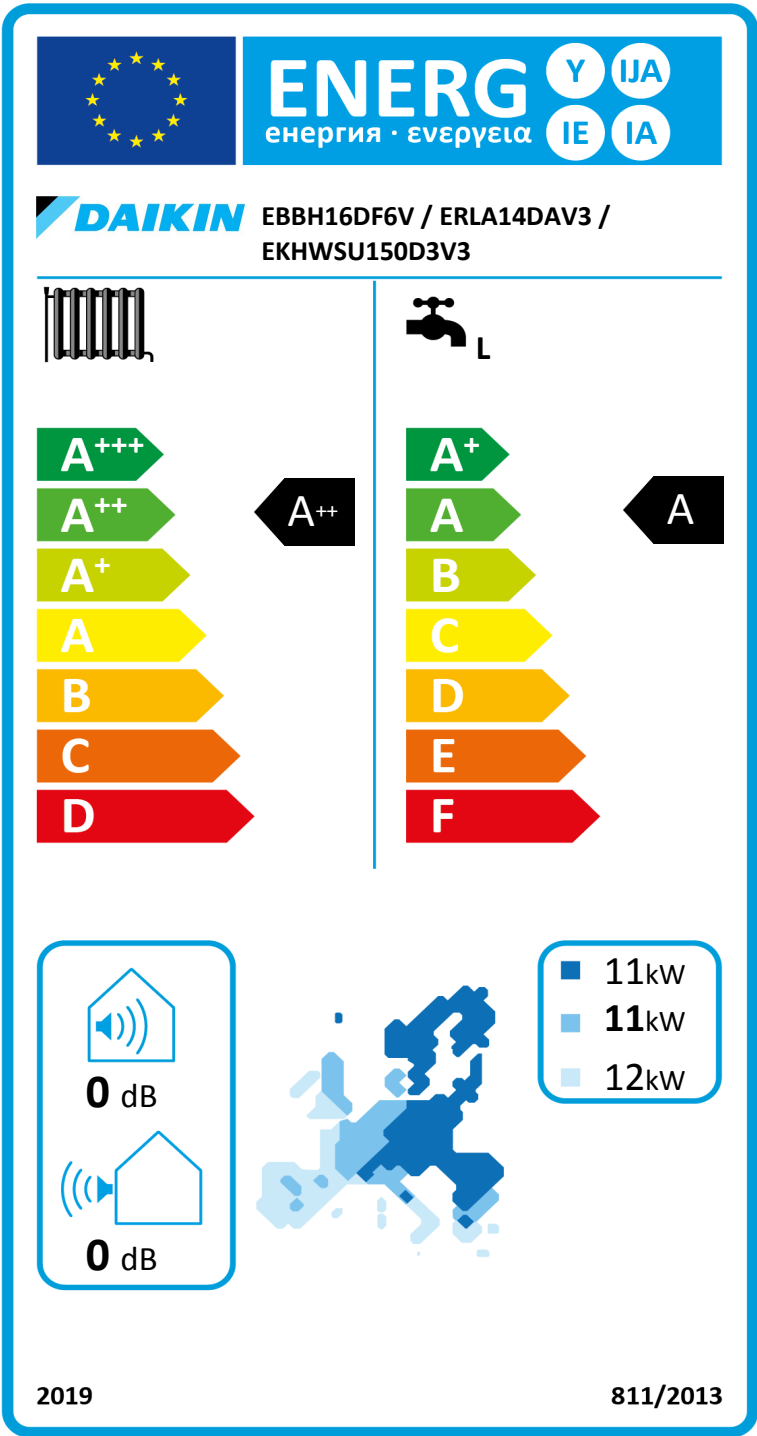 ENERG
енергия · ενεργεια
Y IJA
IE IA
DAIKIN
EBBH16DF6V / ERLA14DAV3 /
EKHWSU150D3V3
L
A+++
A++
A+
A
B
C
D
A++
A+
A
B
C
D
E
F
A
0 dB
0 dB
11kW
11kW
12kW
2019
811/2013